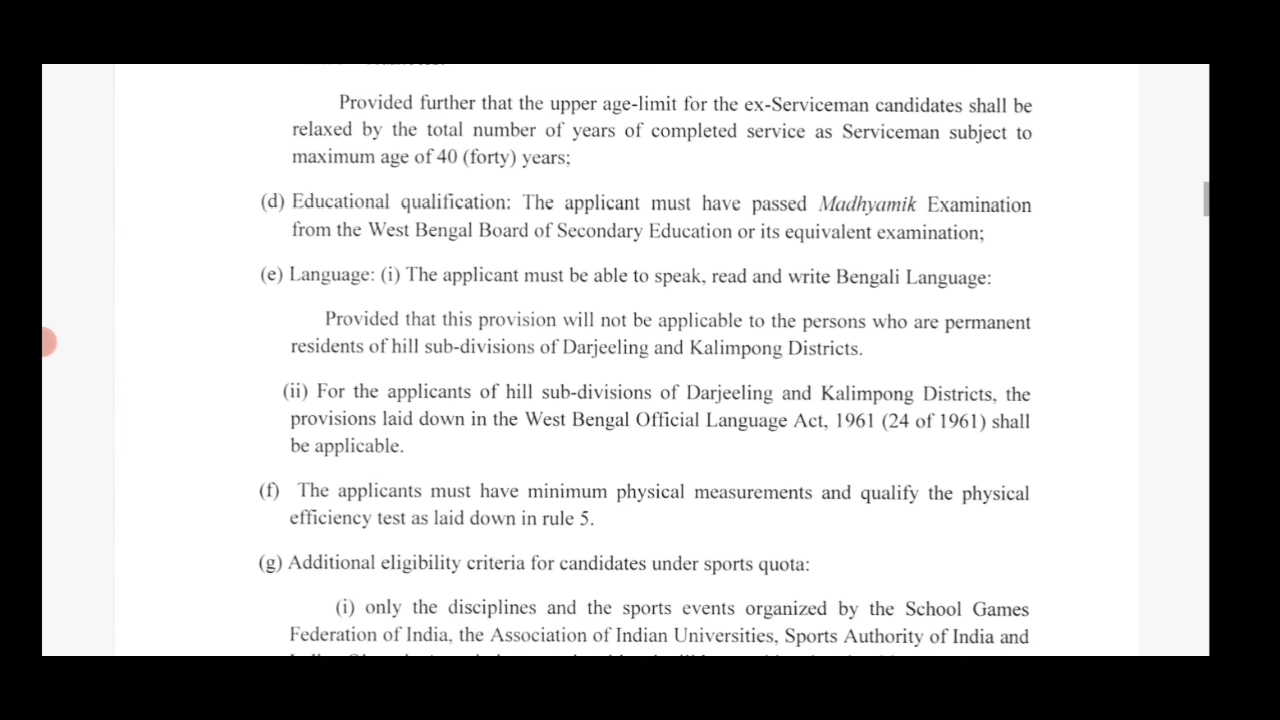 Provided further that the upper age-limit for the ex-Serviceman candidates shall be
relaxed by the total number of years of completed service as Serviceman subject to
maximum age of 40 (forty) years;
(d) Educational qualification: The applicant must have passed Madhyamik Examination
from the West Bengal Board of Secondary Education or its equivalent examination;
(e) Language: (i) The applicant must be able to speak, read and write Bengali Language:
Provided that this provision will not be applicable to the persons who are permanent
residents of hill sub-divisions of Darjeeling and Kalimpong Districts.
(ii) For the applicants of hill sub-divisions of Darjeeling and Kalimpong Districts, the
provisions laid down in the West Bengal Official Language Act, 1961 (24 of 1961) shall
be applicable.
(f) The applicants must have minimum physical measurements and qualify the physical
efficiency test as laid down in rule 5.
(g) Additional eligibility criteria for candidates under sports quota:
(i) only the disciplines and the sports events organized by the School Games
Federation of India, the Association of Indian Universities, Sports Authority of India and